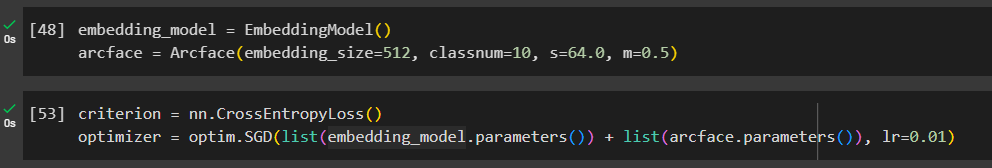 [48] embedding_model = EmbeddingModel()
0s arcface = Arcface(embedding_size=512, classnum=10, s=64.0, m=0.5)
[53] criterion = nn.CrossEntropyLoss()
0s optimizer = optim.SGD(list(embedding_model.parameters()) + list(arcface.parameters()), lr=0.01)